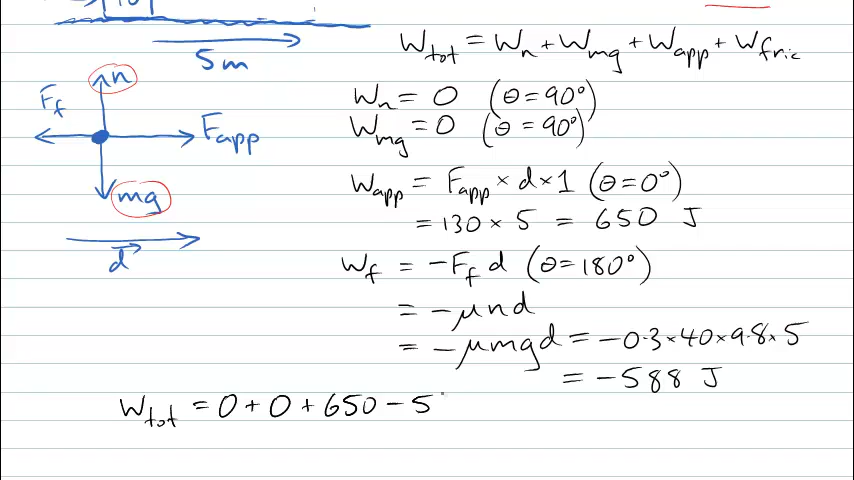 5m
W_tot = W_n + W_mg + W_app + W_fric
n
F_f
F_app
mg
d⃗
W_n = 0 (θ = 90°)
W_mg = 0 (θ = 90°)
W_app = F_app × d × 1 (θ = 0°)
= 130 × 5 = 650 J
W_f = -F_f d (θ = 180°)
= -μnd
= -μmgd = -0.3×40×9.8×5
= -588 J
W_tot = 0 + 0 + 650 - 5